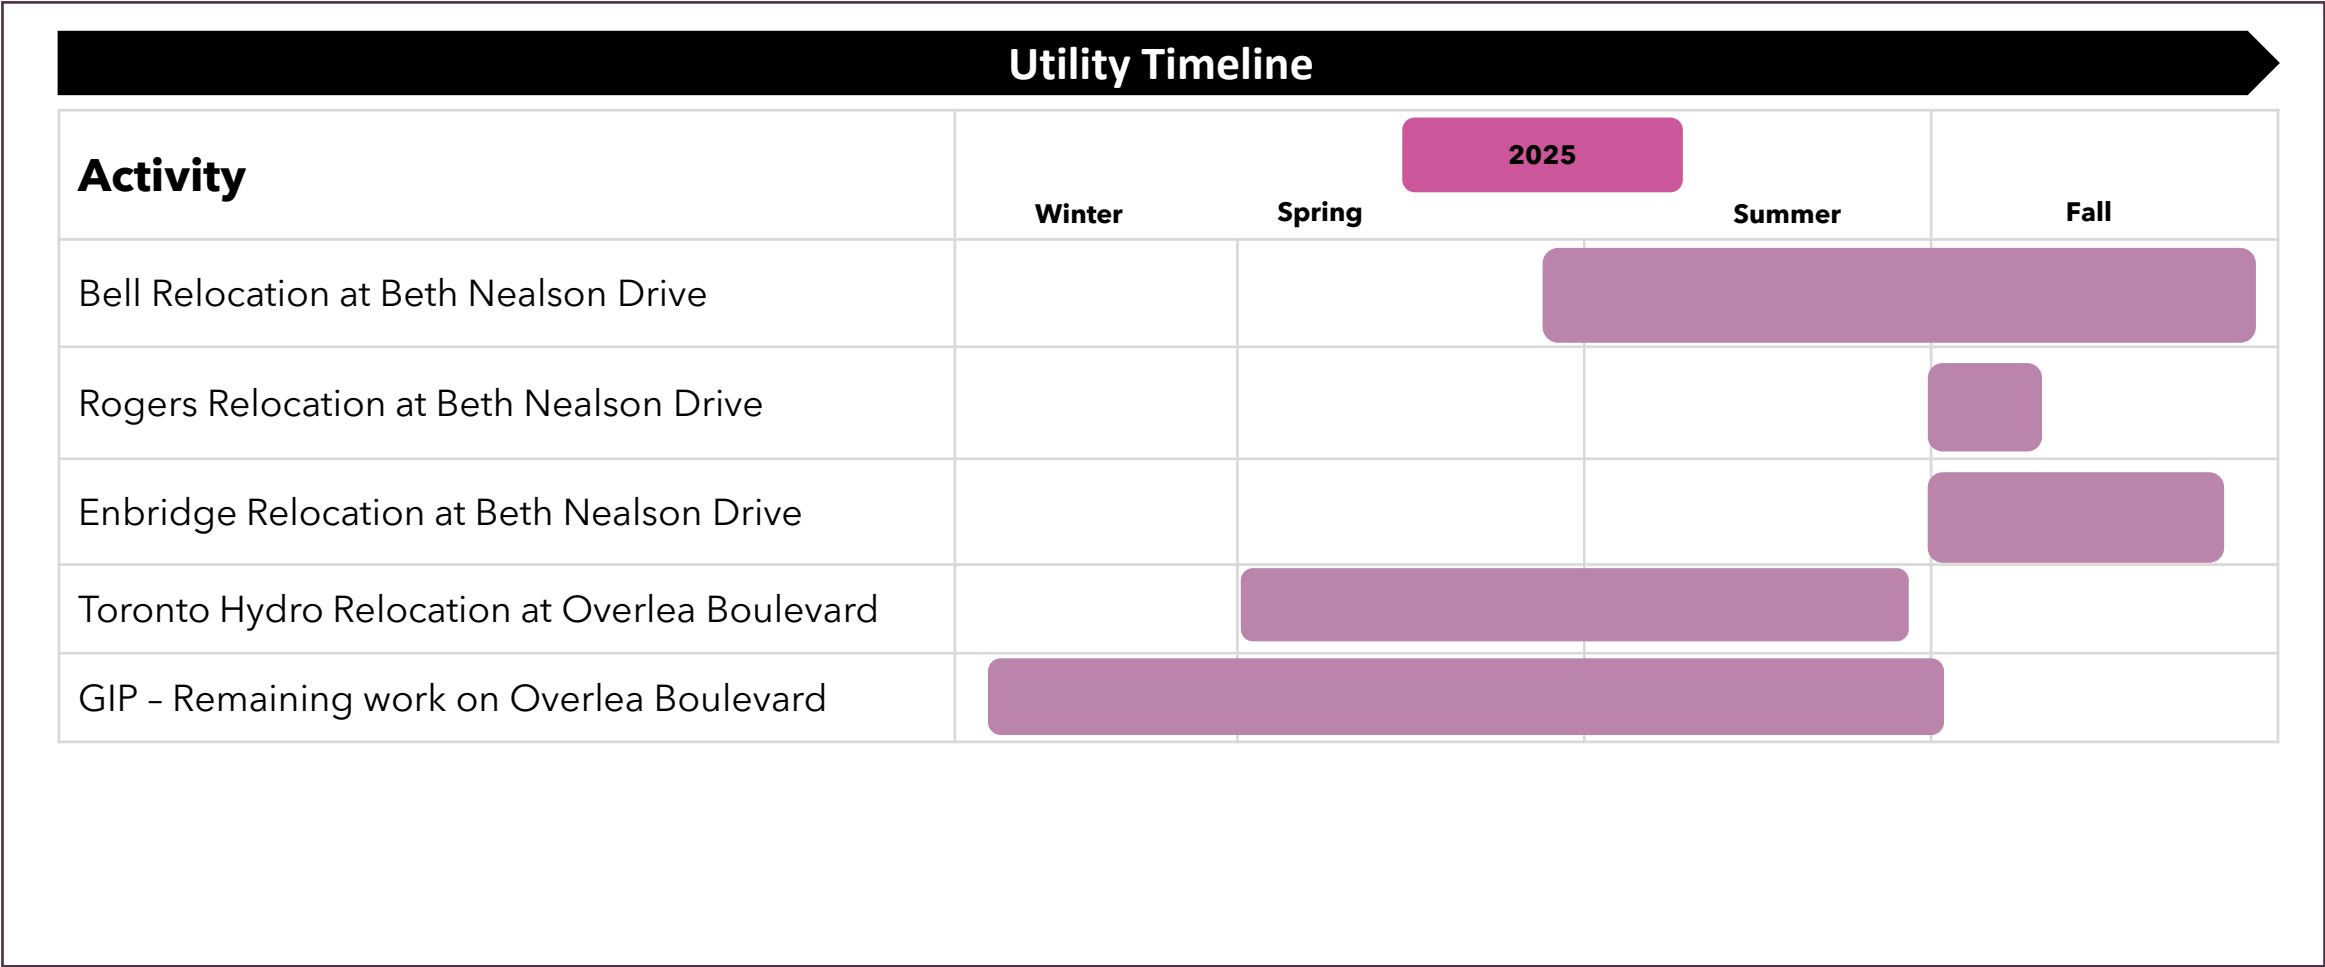 Utility Timeline
Activity
2025
Winter
Spring
Summer
Fall
Bell Relocation at Beth Nealson Drive
Rogers Relocation at Beth Nealson Drive
Enbridge Relocation at Beth Nealson Drive
Toronto Hydro Relocation at Overlea Boulevard
GIP – Remaining work on Overlea Boulevard